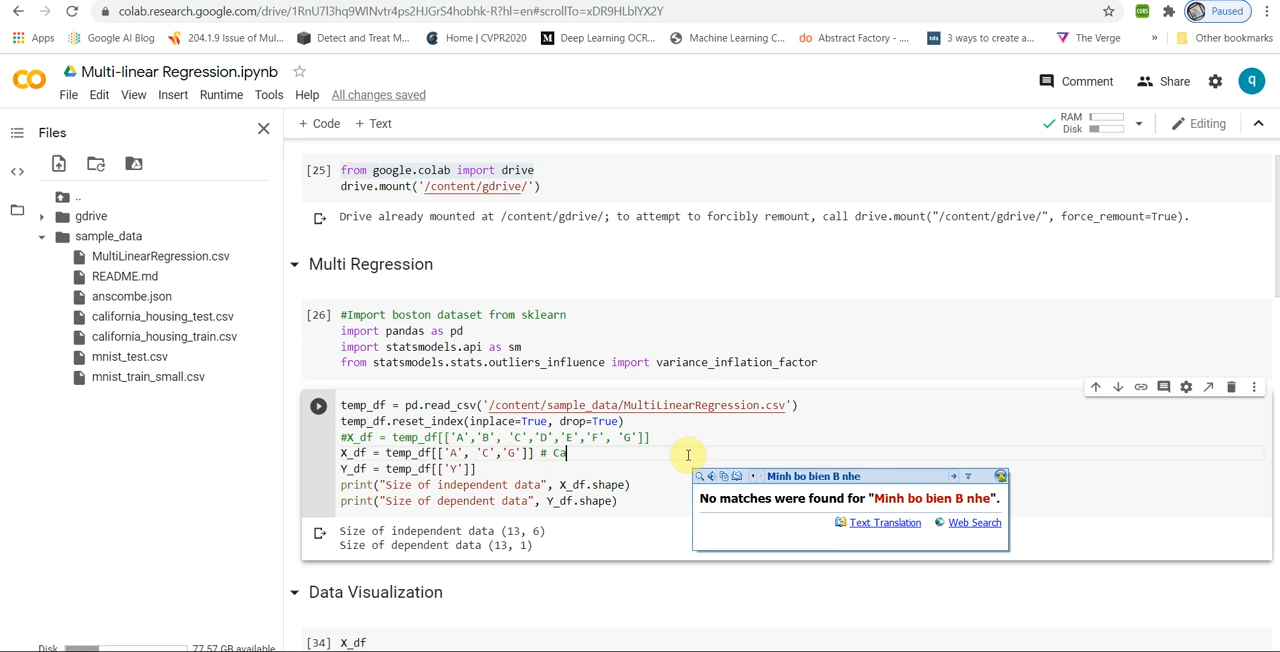 colab.research.google.com/drive/1RnU7l3hq9WINvtr4ps2HJGrS4hobhk-R?hl=en#scrollTo=xDR9HLblYX2Y
CORS
Paused
Apps
Google AI Blog
204.1.9 Issue of Mul...
Detect and Treat M...
Home | CVPR2020
Deep Learning OCR...
Machine Learning C...
Abstract Factory - ....
3 ways to create a...
The Verge
»
Other bookmarks
CO
Multi-linear Regression.ipynb
File Edit View Insert Runtime Tools Help All changes saved
Comment
Share
q
Files
+ Code + Text
RAM
Disk
Editing
..
gdrive
sample_data
MultiLinearRegression.csv
README.md
anscombe.json
california_housing_test.csv
california_housing_train.csv
mnist_test.csv
mnist_train_small.csv
Disk 77.57 GB available
[25] from google.colab import drive
drive.mount('/content/gdrive/')
Drive already mounted at /content/gdrive/; to attempt to forcibly remount, call drive.mount("/content/gdrive/", force_remount=True).
Multi Regression
[26] #Import boston dataset from sklearn
import pandas as pd
import statsmodels.api as sm
from statsmodels.stats.outliers_influence import variance_inflation_factor
temp_df = pd.read_csv('/content/sample_data/MultiLinearRegression.csv')
temp_df.reset_index(inplace=True, drop=True)
#X_df = temp_df[['A','B', 'C','D','E','F', 'G']]
X_df = temp_df[['A', 'C','G']] # Ca
Y_df = temp_df[['Y']]
print("Size of independent data", X_df.shape)
print("Size of dependent data", Y_df.shape)
Size of independent data (13, 6)
Size of dependent data (13, 1)
Minh bo bien B nhe
No matches were found for "Minh bo bien B nhe".
Text Translation Web Search
Data Visualization
[34] X_df